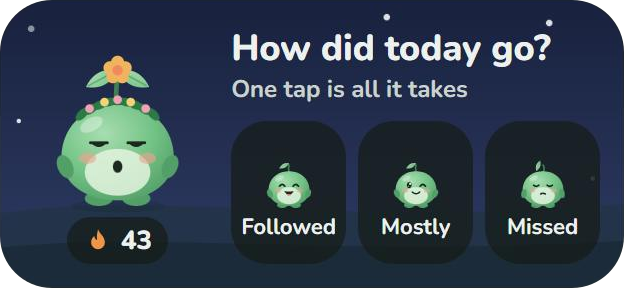 How did today go?
One tap is all it takes
Followed
Mostly
Missed
43